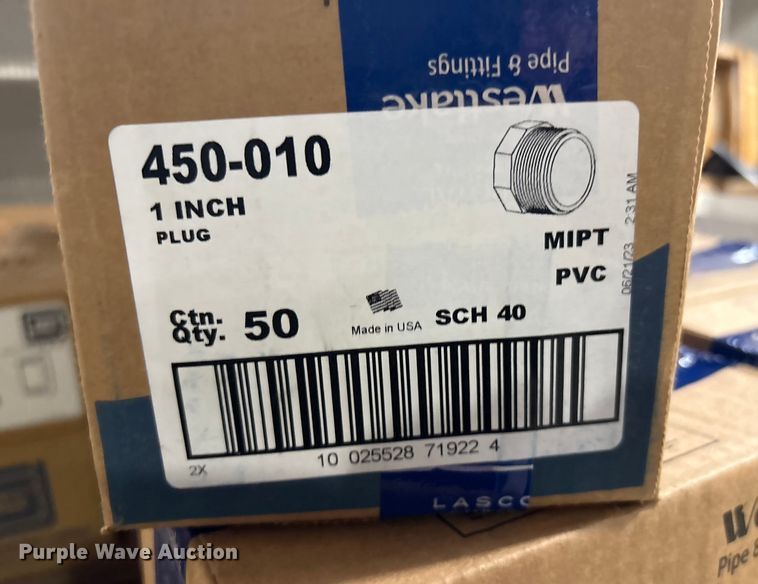 Pipe & Fittings
Westlake
450-010
1 INCH
PLUG
MIPT
PVC
06/21/23 2:31 AM
Ctn.
Qty. 50
Made in USA
SCH 40
2X
10 025528 71922 4
LASCO
Pipe &
Purple Wave Auction